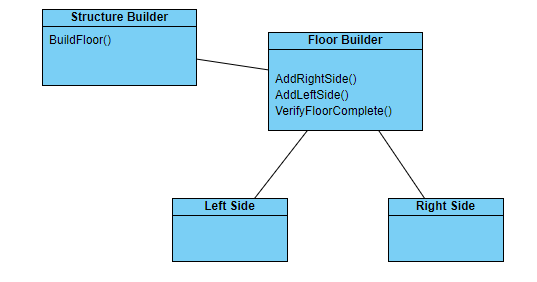 Structure Builder
BuildFloor()
Floor Builder
AddRightSide()
AddLeftSide()
VerifyFloorComplete()
Left Side
Right Side